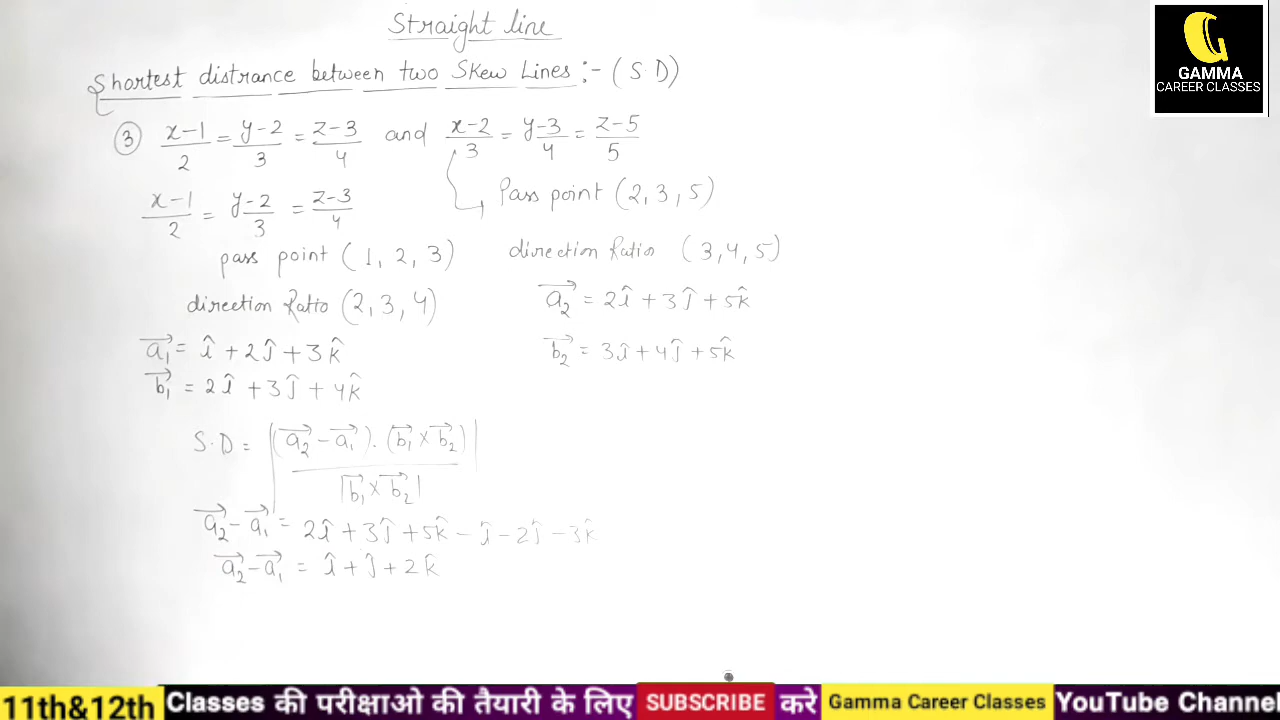 Straight line
GAMMA
CAREER CLASSES
Shortest distrance between two Skew Lines :- (S.D)
③ x-1/2 = y-2/3 = z-3/4 and x-2/3 = y-3/4 = z-5/5
x-1/2 = y-2/3 = z-3/4
Pass point (2, 3, 5)
pass point (1, 2, 3)
direction Ratio (3, 4, 5)
direction Ratio (2, 3, 4)
a₂⃗ = 2î + 3ĵ + 5k̂
a₁⃗ = î + 2ĵ + 3k̂
b₂⃗ = 3î + 4ĵ + 5k̂
b₁⃗ = 2î + 3ĵ + 4k̂
S.D = |(a₂⃗ - a₁⃗).(b₁⃗ × b₂⃗)/|b₁⃗ × b₂⃗||
a₂⃗ - a₁⃗ = 2î + 3ĵ + 5k̂ - î - 2ĵ - 3k̂
a₂⃗ - a₁⃗ = î + ĵ + 2k̂
11th&12th Classes की परीक्षाओ की तैयारी के लिए SUBSCRIBE करे Gamma Career Classes YouTube Channel